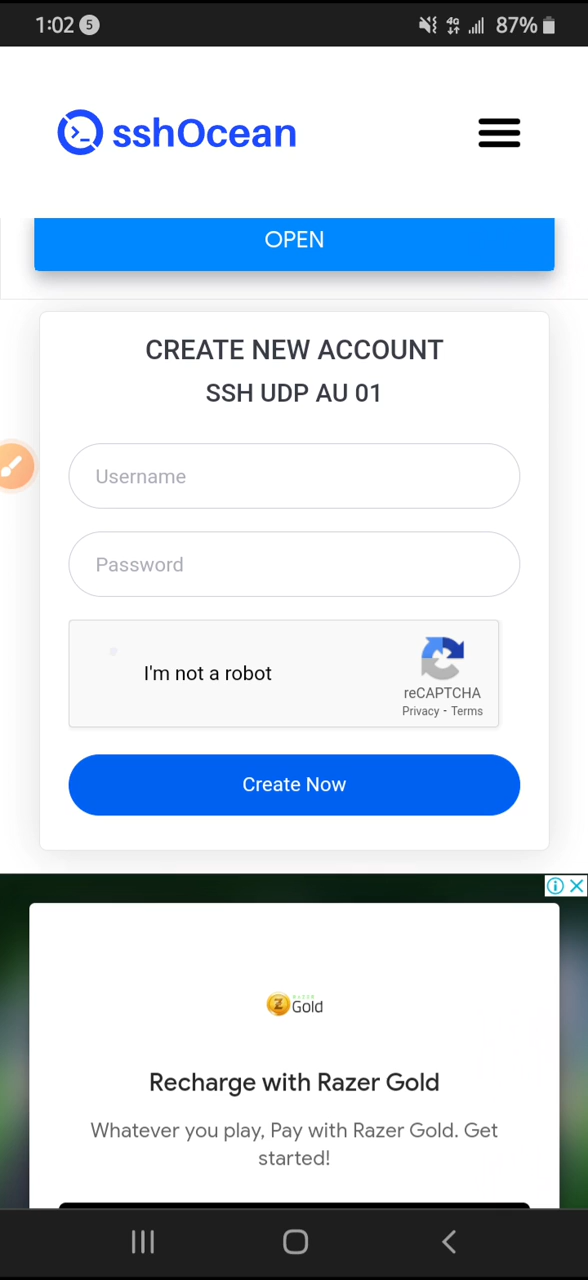 1:02 5 4G 87%
sshOcean
OPEN
CREATE NEW ACCOUNT
SSH UDP AU 01
Username
Password
I'm not a robot
reCAPTCHA
Privacy - Terms
Create Now
Gold
Recharge with Razer Gold
Whatever you play, Pay with Razer Gold. Get
started!